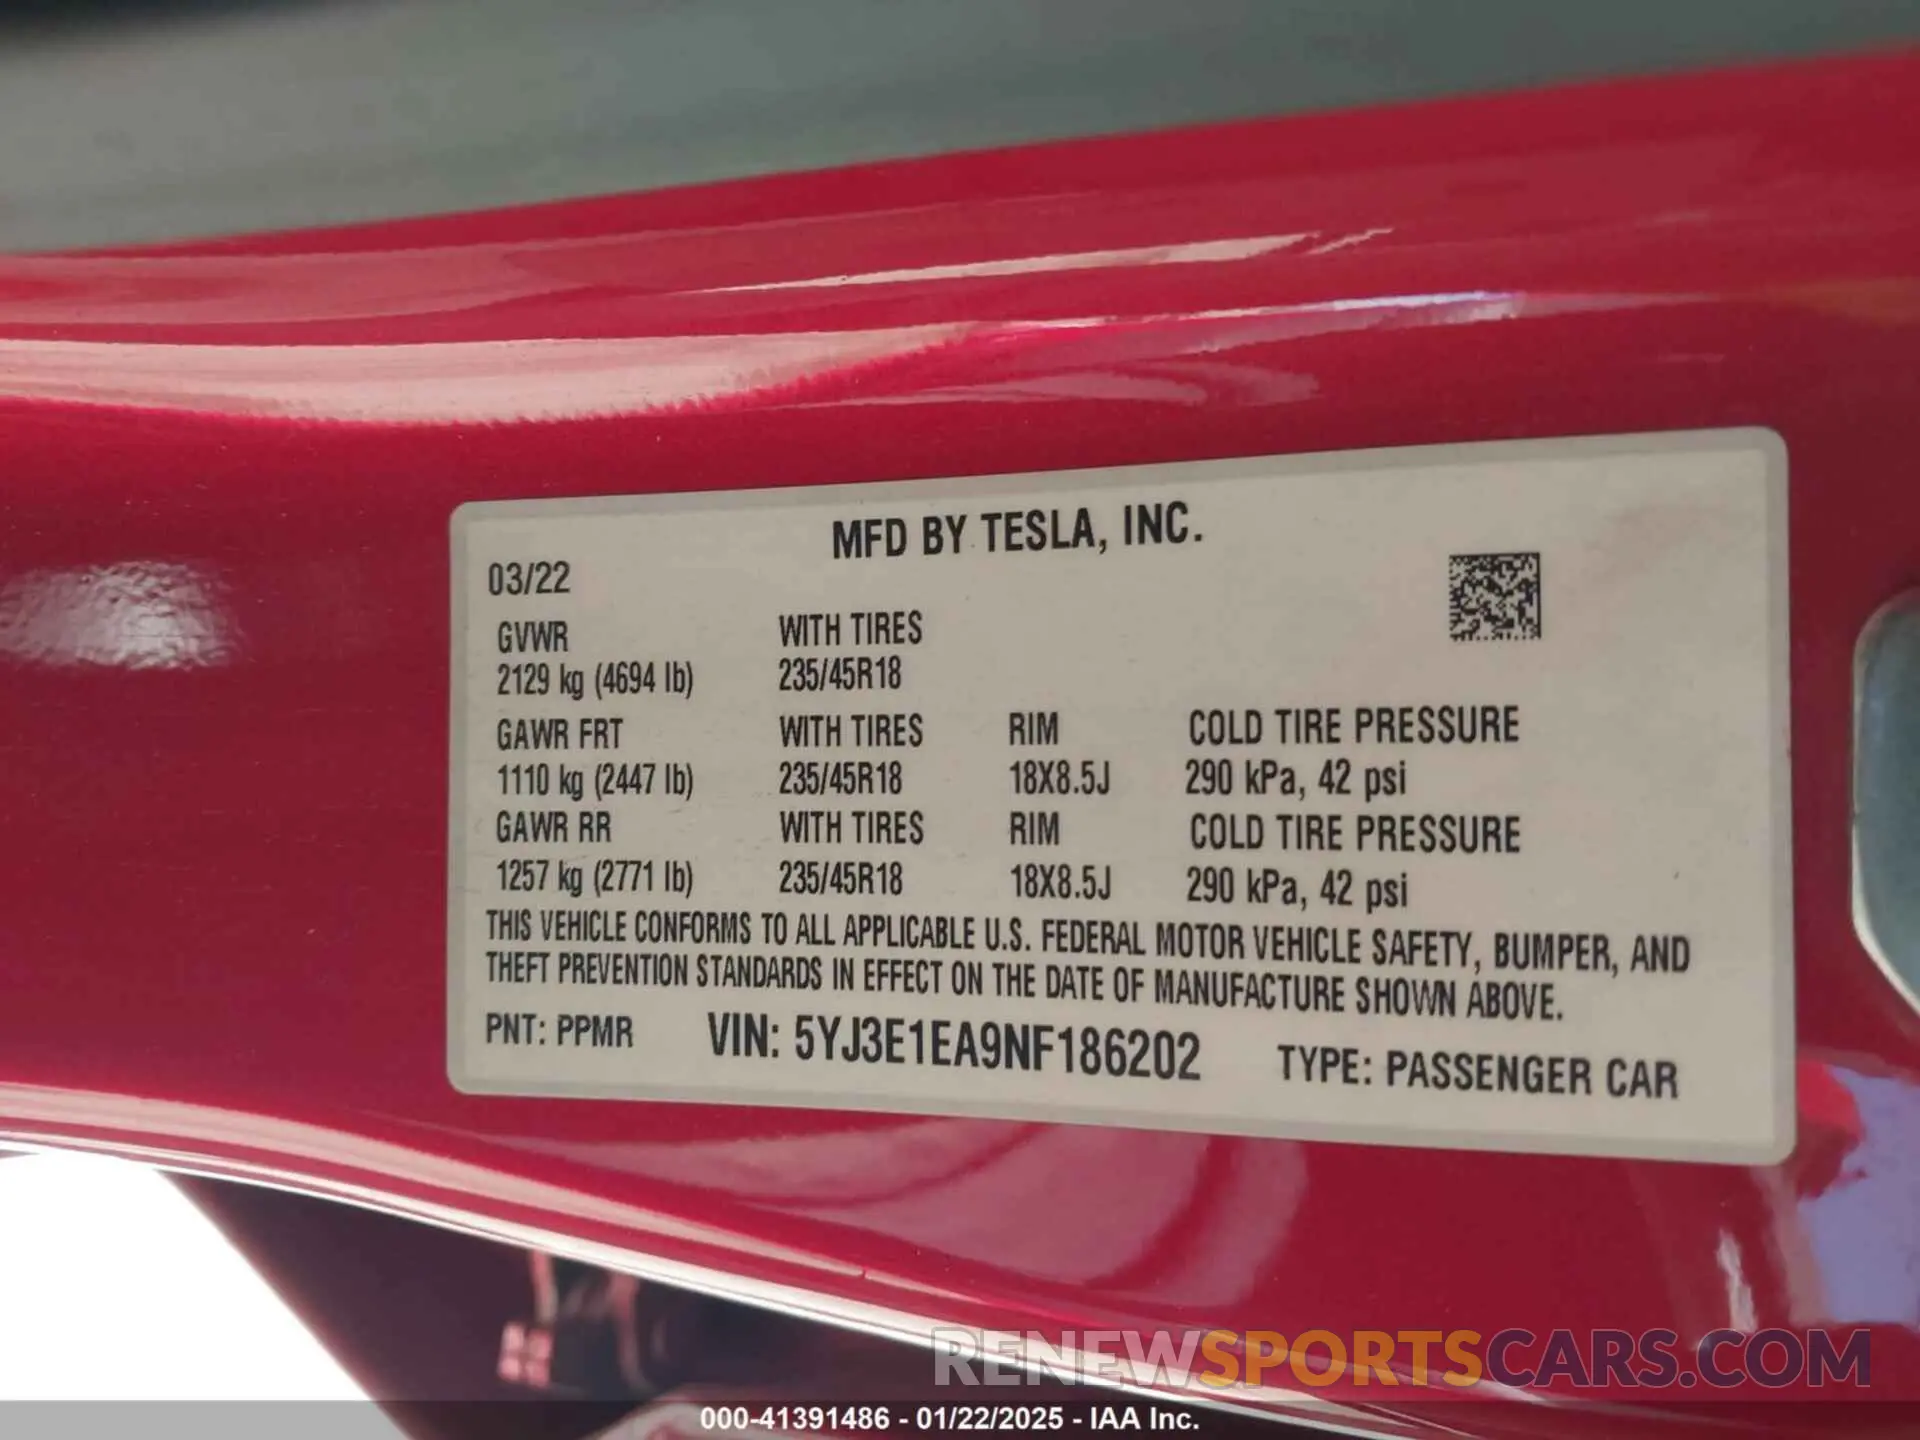 MFD BY TESLA, INC.
03/22
GVWR WITH TIRES
2129 kg (4694 lb) 235/45R18
GAWR FRT WITH TIRES RIM COLD TIRE PRESSURE
1110 kg (2447 lb) 235/45R18 18X8.5J 290 kPa, 42 psi
GAWR RR WITH TIRES RIM COLD TIRE PRESSURE
1257 kg (2771 lb) 235/45R18 18X8.5J 290 kPa, 42 psi
THIS VEHICLE CONFORMS TO ALL APPLICABLE U.S. FEDERAL MOTOR VEHICLE SAFETY, BUMPER, AND
THEFT PREVENTION STANDARDS IN EFFECT ON THE DATE OF MANUFACTURE SHOWN ABOVE.
PNT: PPMR VIN: 5YJ3E1EA9NF186202 TYPE: PASSENGER CAR
RENEWSPORTSCARS.COM
000-41391486 - 01/22/2025 - IAA Inc.